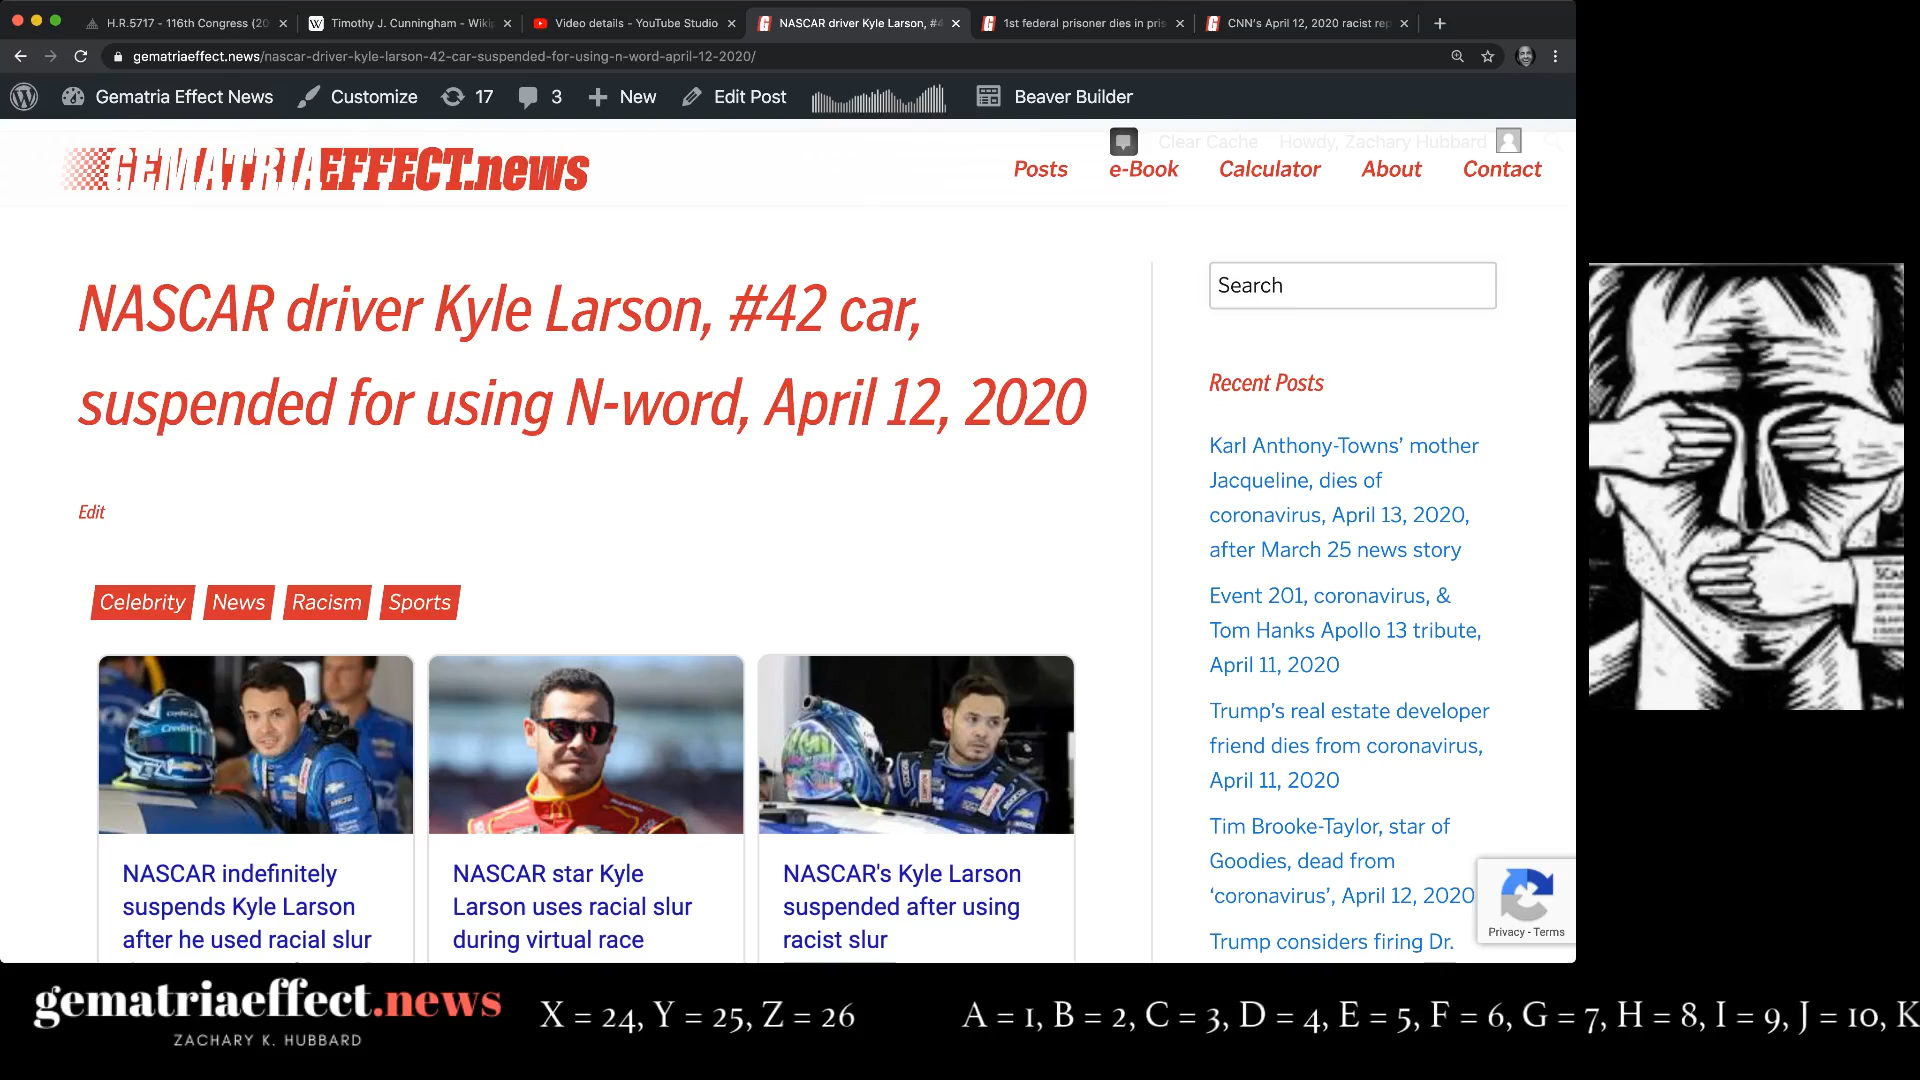 H.R.5717 - 116th Congress (20
Timothy J. Cunningham - Wiki
Video details - YouTube Studio
NASCAR driver Kyle Larson, #4
1st federal prisoner dies in pris
CNN's April 12, 2020 racist rep
gematriaeffect.news/nascar-driver-kyle-larson-42-car-suspended-for-using-n-word-april-12-2020/
Gematria Effect News
Customize
17
3
New
Edit Post
Beaver Builder
Clear Cache
Howdy, Zachary Hubbard
GEMATRIAEFFECT.news
Posts
e-Book
Calculator
About
Contact
NASCAR driver Kyle Larson, #42 car,
suspended for using N-word, April 12, 2020
Edit
Celebrity
News
Racism
Sports
NASCAR indefinitely
suspends Kyle Larson
after he used racial slur
NASCAR star Kyle
Larson uses racial slur
during virtual race
NASCAR's Kyle Larson
suspended after using
racist slur
Search
Recent Posts
Karl Anthony-Towns' mother
Jacqueline, dies of
coronavirus, April 13, 2020,
after March 25 news story
Event 201, coronavirus, &
Tom Hanks Apollo 13 tribute,
April 11, 2020
Trump's real estate developer
friend dies from coronavirus,
April 11, 2020
Tim Brooke-Taylor, star of
Goodies, dead from
'coronavirus', April 12, 2020
Trump considers firing Dr.
Privacy - Terms
gematriaeffect.news
ZACHARY K. HUBBARD
X = 24, Y = 25, Z = 26
A = 1, B = 2, C = 3, D = 4, E = 5, F = 6, G = 7, H = 8, I = 9, J = 10, K